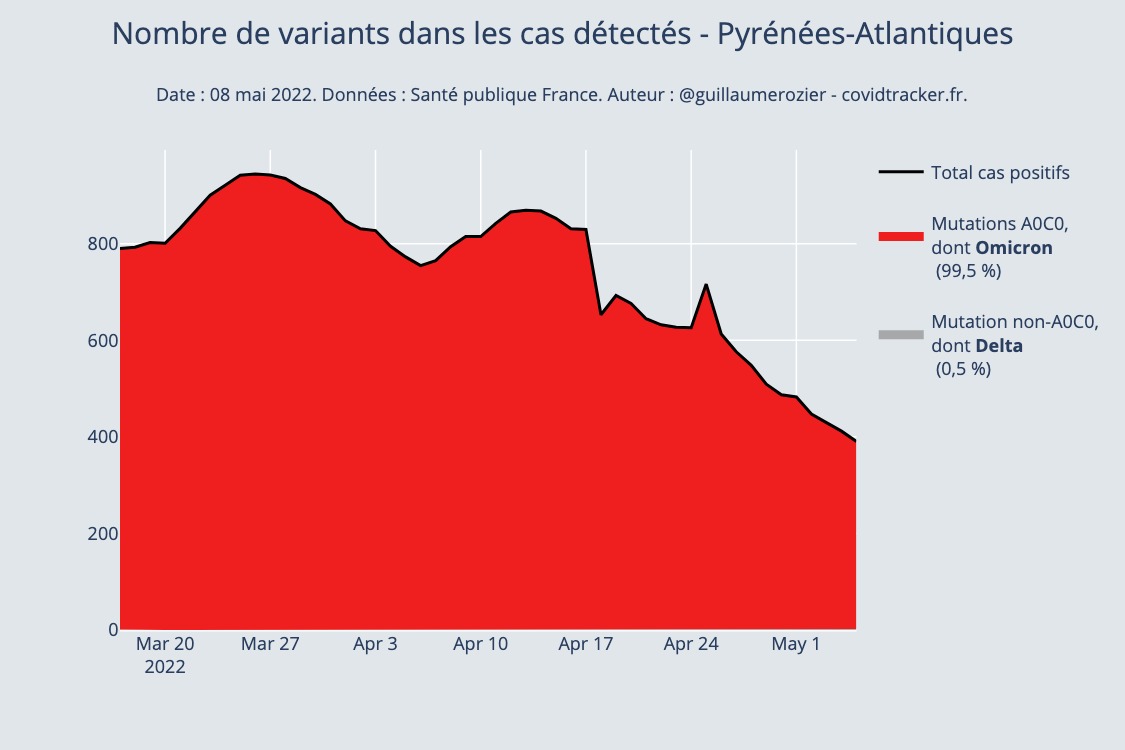 Nombre de variants dans les cas détectés - Pyrénées-Atlantiques
Date : 08 mai 2022. Données : Santé publique France. Auteur : @guillaumerozier - covidtracker.fr.
Total cas positifs
Mutations A0C0,
dont Omicron
(99,5 %)
Mutation non-A0C0,
dont Delta
(0,5 %)
800
600
400
200
0
Mar 20
2022
Mar 27
Apr 3
Apr 10
Apr 17
Apr 24
May 1